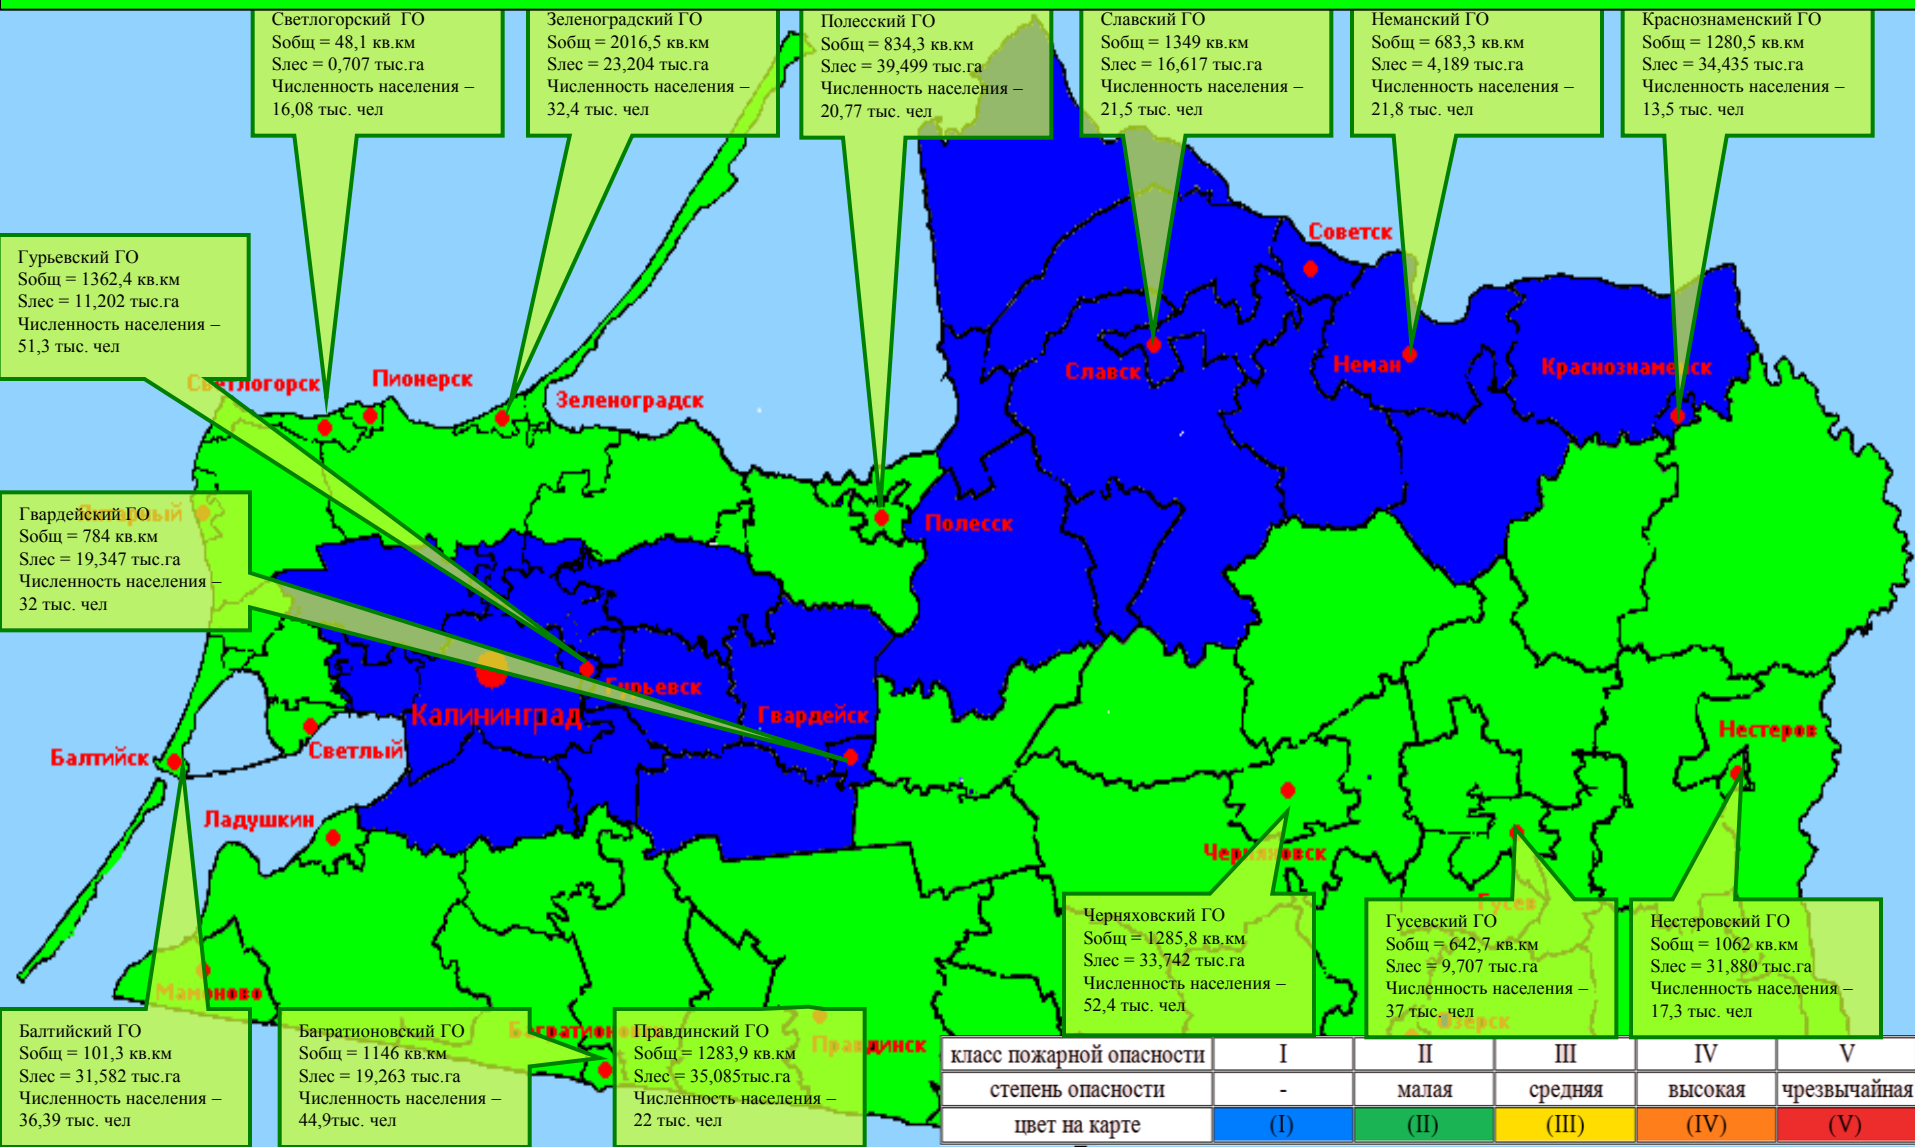 Светлогорский ГО
Sобщ = 48,1 кв.км
Sлес = 0,707 тыс.га
Численность населения –
16,08 тыс. чел
Зеленоградский ГО
Sобщ = 2016,5 кв.км
Sлес = 23,204 тыс.га
Численность населения –
32,4 тыс. чел
Полесский ГО
Sобщ = 834,3 кв.км
Sлес = 39,499 тыс.га
Численность населения –
20,77 тыс. чел
Славский ГО
Sобщ = 1349 кв.км
Sлес = 16,617 тыс.га
Численность населения –
21,5 тыс. чел
Неманский ГО
Sобщ = 683,3 кв.км
Sлес = 4,189 тыс.га
Численность населения –
21,8 тыс. чел
Краснознаменский ГО
Sобщ = 1280,5 кв.км
Sлес = 34,435 тыс.га
Численность населения –
13,5 тыс. чел
Гурьевский ГО
Sобщ = 1362,4 кв.км
Sлес = 11,202 тыс.га
Численность населения –
51,3 тыс. чел
Советск
Славск
Неман
Краснознаменск
Светлогорск
Пионерск
Зеленоградск
Гвардейский ГО
Sобщ = 784 кв.км
Sлес = 19,347 тыс.га
Численность населения –
32 тыс. чел
Полесск
Гурьевск
Калининград
Гвардейск
Нестеров
Балтийск
Светлый
Ладушкин
Черняховск
Гусев
Мамоново
Правдинск
Озерск
Черняховский ГО
Sобщ = 1285,8 кв.км
Sлес = 33,742 тыс.га
Численность населения –
52,4 тыс. чел
Гусевский ГО
Sобщ = 642,7 кв.км
Sлес = 9,707 тыс.га
Численность населения –
37 тыс. чел
Нестеровский ГО
Sобщ = 1062 кв.км
Sлес = 31,880 тыс.га
Численность населения –
17,3 тыс. чел
Балтийский ГО
Sобщ = 101,3 кв.км
Sлес = 31,582 тыс.га
Численность населения –
36,39 тыс. чел
Багратионовский ГО
Sобщ = 1146 кв.км
Sлес = 19,263 тыс.га
Численность населения –
44,9тыс. чел
Правдинский ГО
Sобщ = 1283,9 кв.км
Sлес = 35,085тыс.га
Численность населения –
22 тыс. чел
класс пожарной опасности I II III IV V
степень опасности - малая средняя высокая чрезвычайная
цвет на карте (I) (II) (III) (IV) (V)